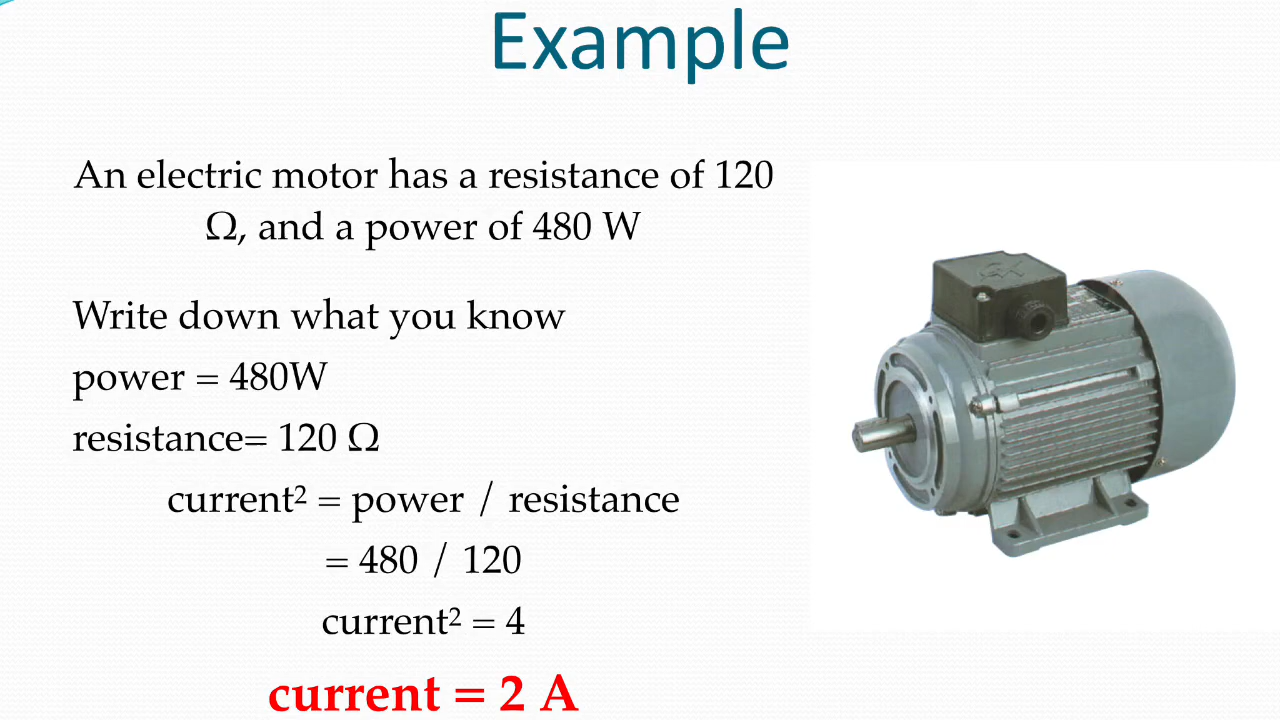 Example
An electric motor has a resistance of 120
Ω, and a power of 480 W
Write down what you know
power = 480W
resistance= 120 Ω
current² = power / resistance
= 480 / 120
current² = 4
current = 2 A